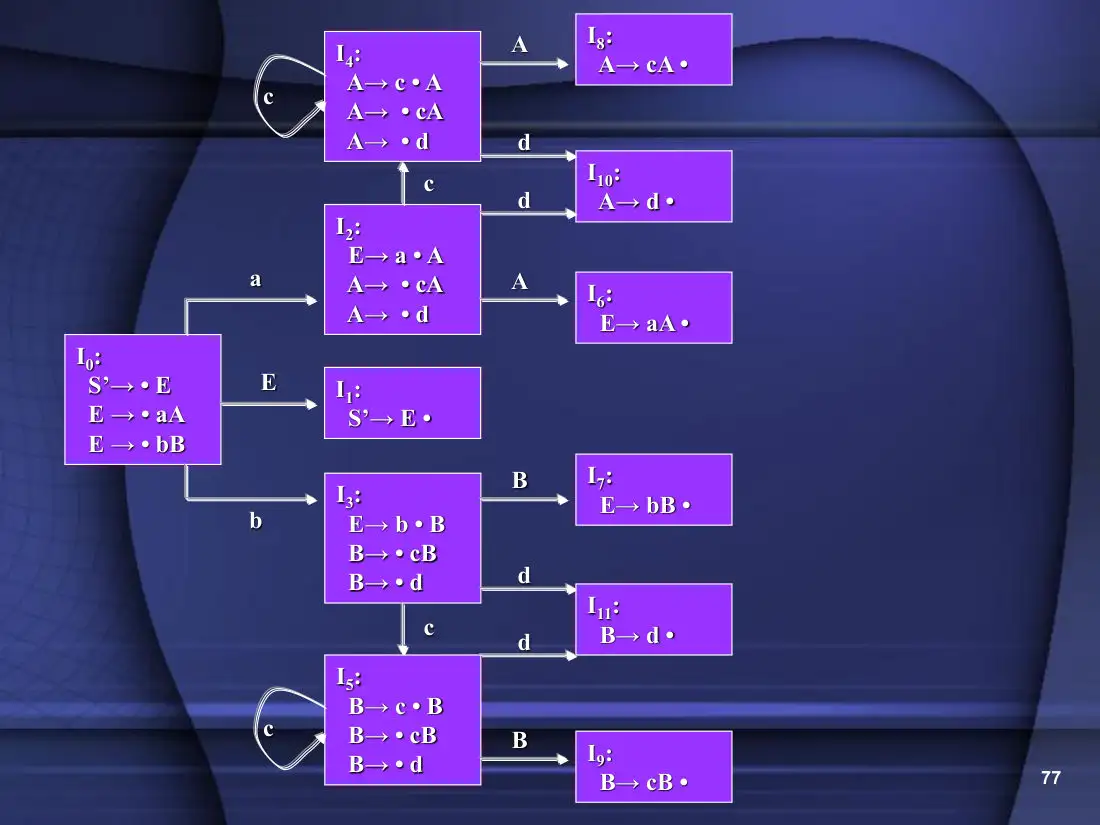 I4:
A→ c • A
A→ • cA
A→ • d
c
A
I8:
A→ cA •
d
I10:
A→ d •
c
d
I2:
E→ a • A
A→ • cA
A→ • d
a
A
I6:
E→ aA •
I0:
S’→ • E
E → • aA
E → • bB
E
I1:
S’→ E •
b
I3:
E→ b • B
B→ • cB
B→ • d
B
I7:
E→ bB •
d
I11:
B→ d •
c
d
I5:
B→ c • B
B→ • cB
B→ • d
c
B
I9:
B→ cB •
77